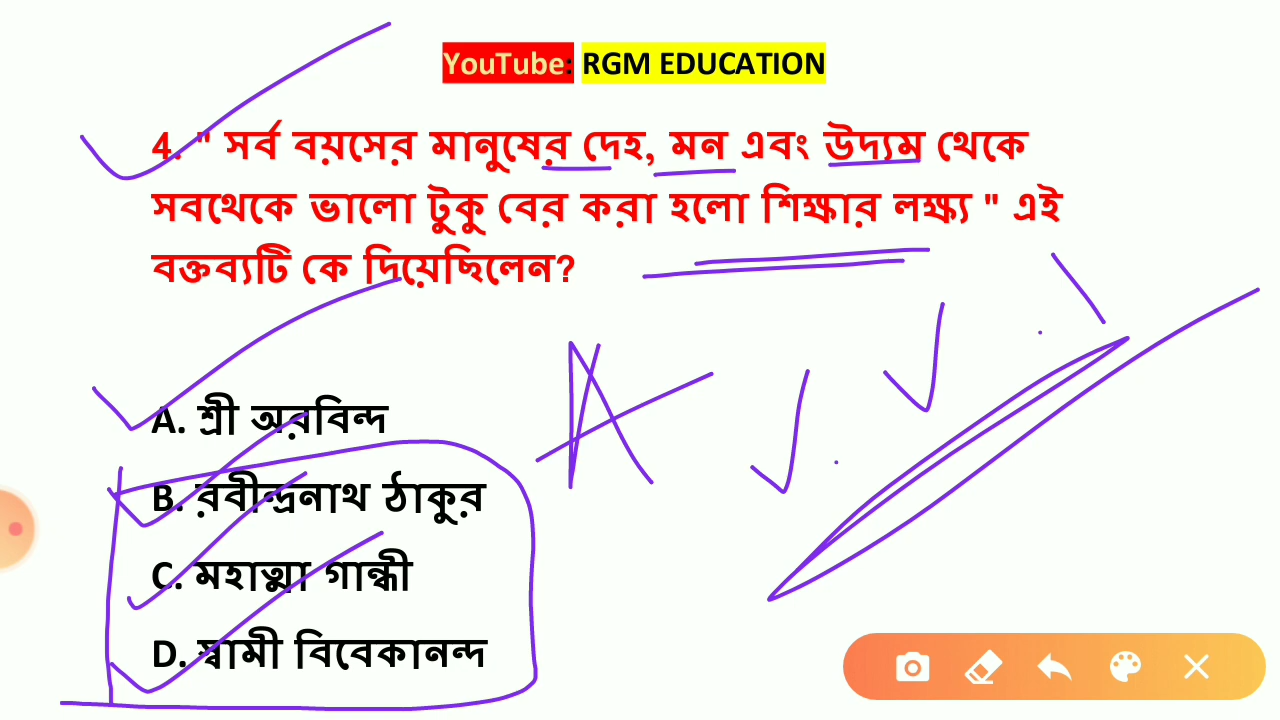 YouTube: RGM EDUCATION
4. " সর্ব বয়সের মানুষের দেহ, মন এবং উদ্যম থেকে
সবথেকে ভালো টুকু বের করা হলো শিক্ষার লক্ষ্য " এই
বক্তব্যটি কে দিয়েছিলেন?
A. শ্রী অরবিন্দ
A
B. রবীন্দ্রনাথ ঠাকুর
C. মহাত্মা গান্ধী
D. স্বামী বিবেকানন্দ